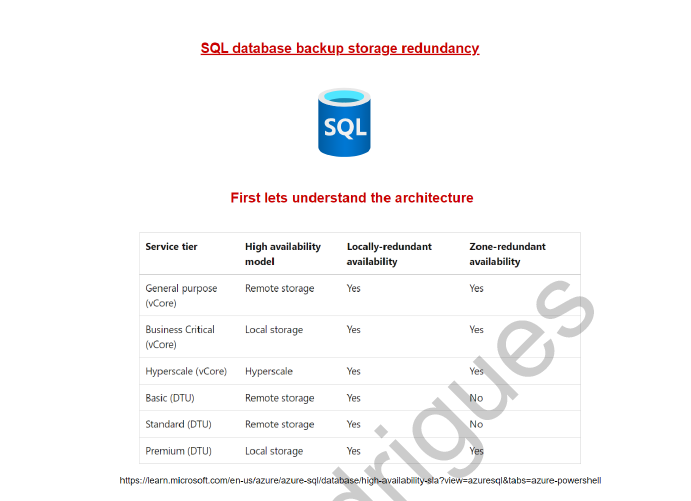 SQL database backup storage redundancy
SQL
First lets understand the architecture
Service tier High availability model Locally-redundant availability Zone-redundant availability
General purpose (vCore) Remote storage Yes Yes
Business Critical (vCore) Local storage Yes Yes
Hyperscale (vCore) Hyperscale Yes Yes
Basic (DTU) Remote storage Yes No
Standard (DTU) Remote storage Yes No
Premium (DTU) Local storage Yes Yes
https://learn.microsoft.com/en-us/azure/azure-sql/database/high-availability-sla?view=azuresql&tabs=azure-powershell